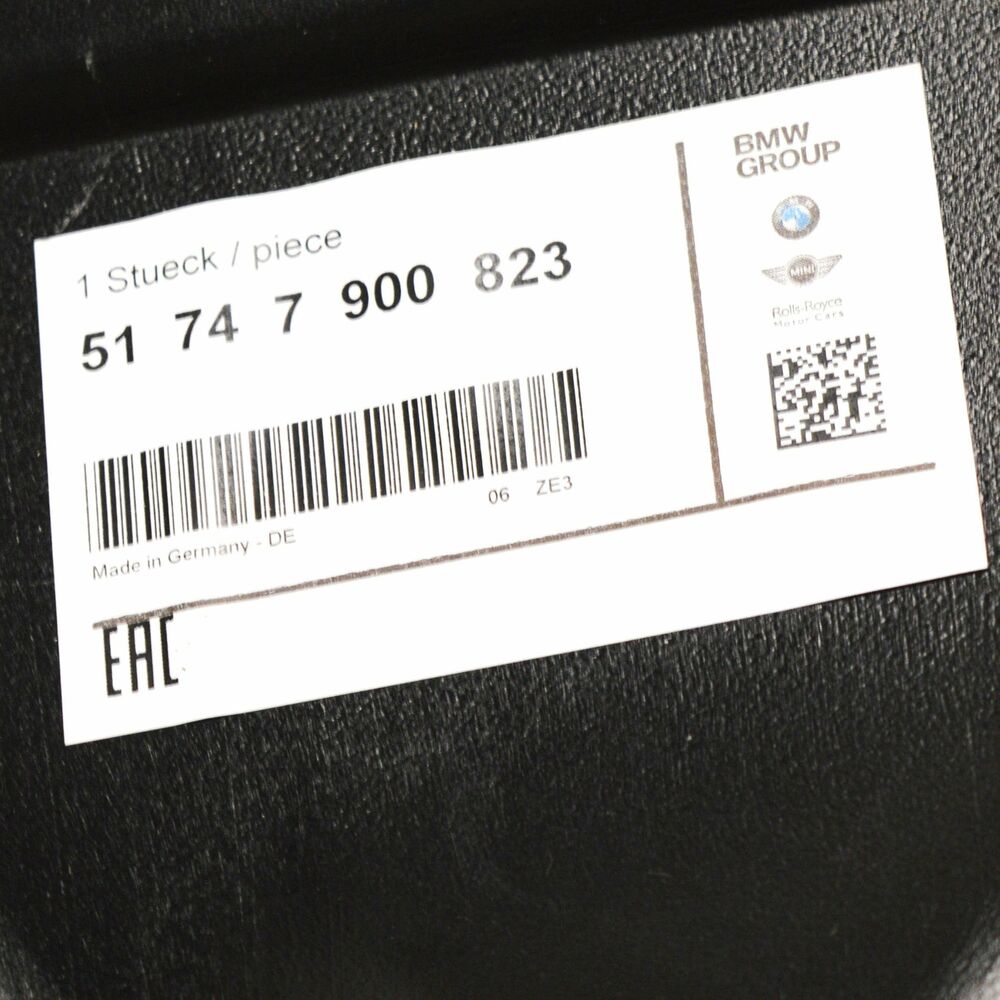 1 Stueck / piece
51 74 7 900 823
06 ZE3
Made in Germany - DE
EAC
BMW
GROUP
MINI
Rolls-Royce
Motor Cars